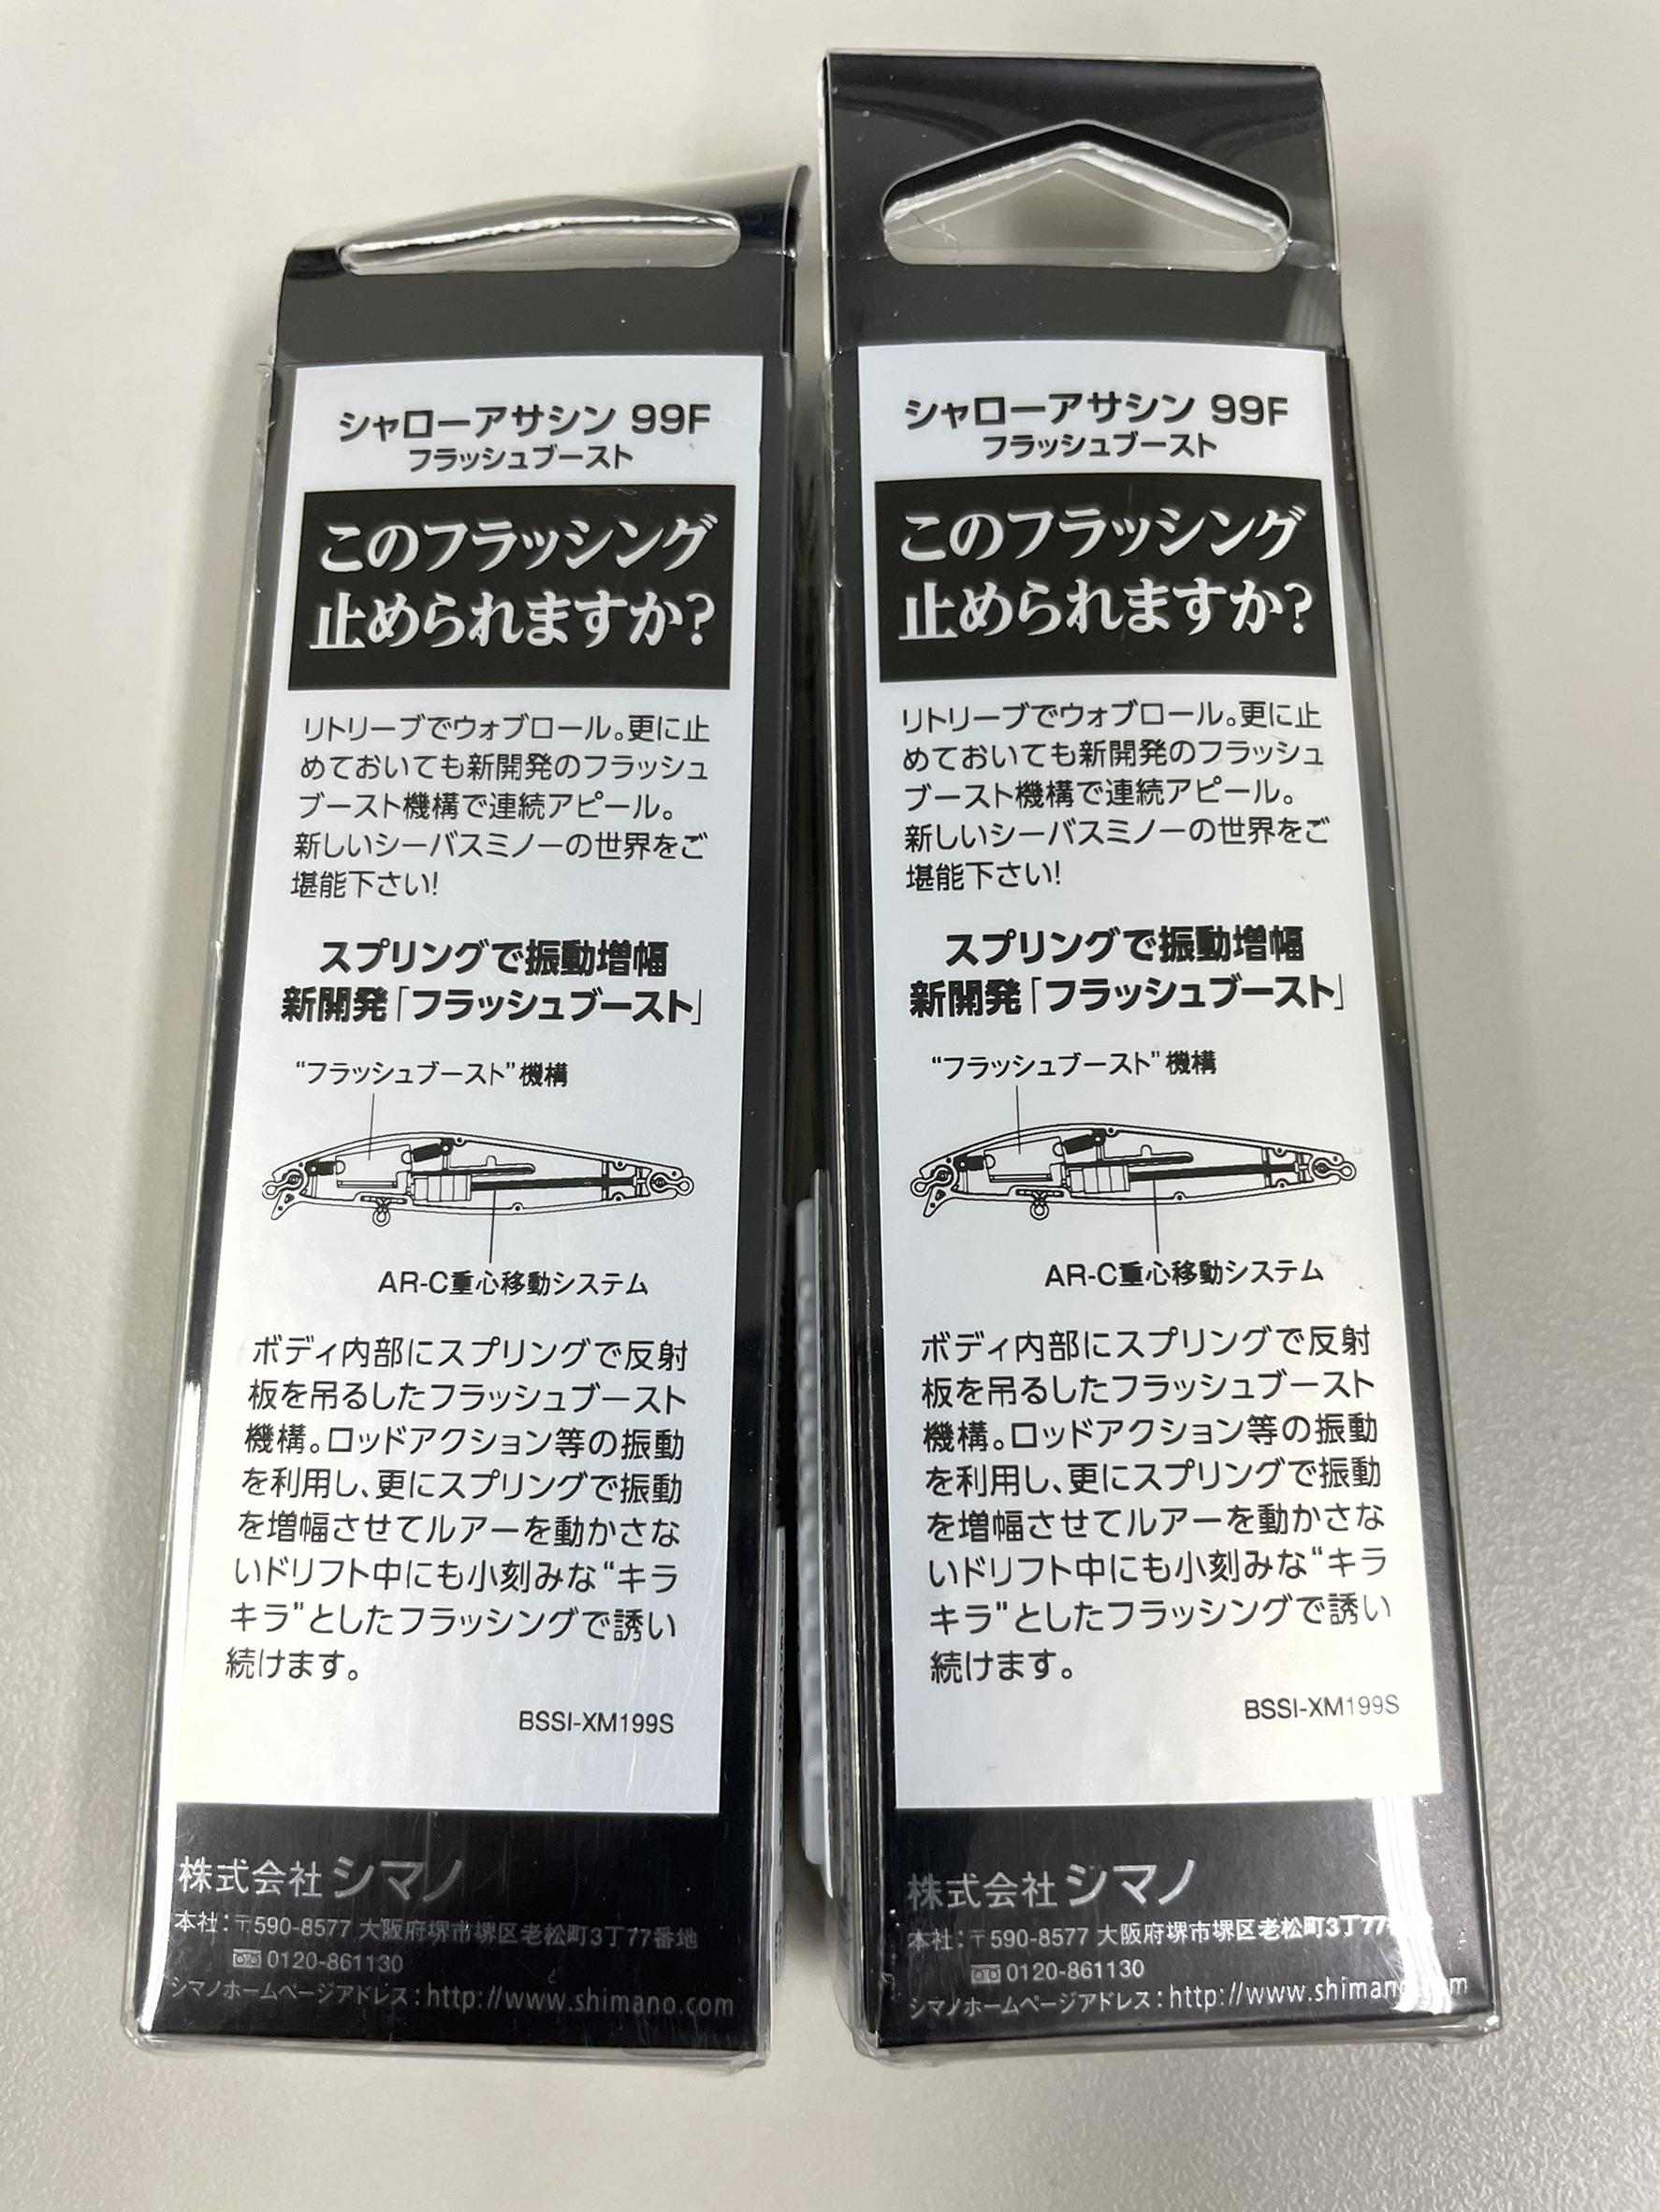 シャローアサシン 99F
フラッシュブースト
このフラッシング
止められますか?
リトリーブでウォブロール。更に止
めておいても新開発のフラッシュ
ブースト機構で連続アピール。
新しいシーバスミノーの世界をご
堪能下さい!
スプリングで振動増幅
新開発「フラッシュブースト」
“フラッシュブースト”機構
AR-C重心移動システム
ボディ内部にスプリングで反射
板を吊るしたフラッシュブースト
機構。ロッドアクション等の振動
を利用し、更にスプリングで振動
を増幅させてルアーを動かさな
いドリフト中にも小刻みな“キラ
キラ”としたフラッシングで誘い
続けます。
BSSI-XM199S
株式会社 シマノ
本社:〒590-8577 大阪府堺市堺区老松町3丁77番地
0120-861130
シマノホームページアドレス:http://www.shimano.com
シャローアサシン 99F
フラッシュブースト
このフラッシング
止められますか?
リトリーブでウォブロール。更に止
めておいても新開発のフラッシュ
ブースト機構で連続アピール。
新しいシーバスミノーの世界をご
堪能下さい!
スプリングで振動増幅
新開発「フラッシュブースト」
“フラッシュブースト”機構
AR-C重心移動システム
ボディ内部にスプリングで反射
板を吊るしたフラッシュブースト
機構。ロッドアクション等の振動
を利用し、更にスプリングで振動
を増幅させてルアーを動かさな
いドリフト中にも小刻みな“キラ
キラ”としたフラッシングで誘い
続けます。
BSSI-XM199S
株式会社 シマノ
本社:〒590-8577 大阪府堺市堺区老松町3丁77
0120-861130
シマノホームページアドレス:http://www.shimano.com